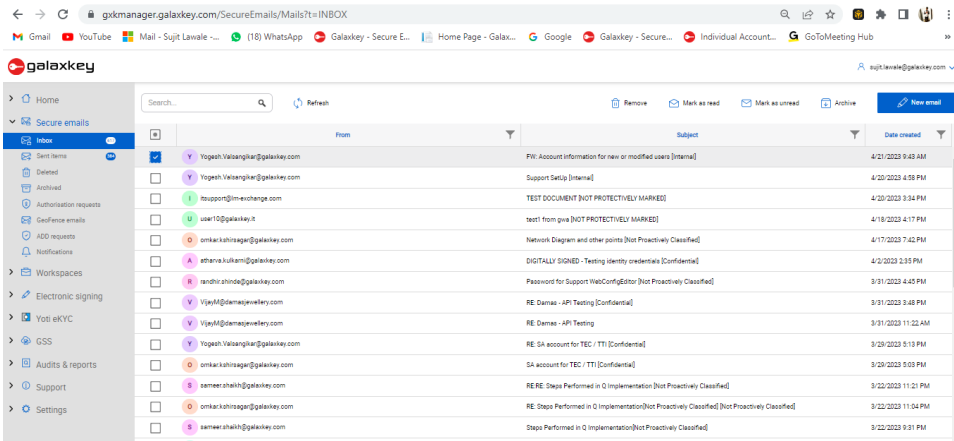 gxkmanager.galaxkey.com/SecureEmails/Mails?t=INBOX
Gmail YouTube Mail - Sujit Lawale -... (18) WhatsApp Galaxkey - Secure E... Home Page - Galax... Google Galaxkey - Secure... Individual Account... GoToMeeting Hub »
galaxkey sujit.lawale@galaxkey.com
Home
Secure emails
Inbox
Sent items
Deleted
Archived
Authorisation requests
GeoFence emails
ADD requests
Notifications
Workspaces
Electronic signing
Yoti eKYC
GSS
Audits & reports
Support
Settings
Search... Refresh Remove Mark as read Mark as unread Archive New email
From Subject Date created
Y Yogesh.Valsangikar@galaxkey.com FW: Account information for new or modified users [Internal] 4/21/2023 9:43 AM
Y Yogesh.Valsangikar@galaxkey.com Support SetUp [Internal] 4/20/2023 4:58 PM
I itsupport@lm-exchange.com TEST DOCUMENT [NOT PROTECTIVELY MARKED] 4/20/2023 3:34 PM
U user10@galaxkey.it test1 from gwa [NOT PROTECTIVELY MARKED] 4/18/2023 4:17 PM
O omkar.kshirsagar@galaxkey.com Network Diagram and other points [Not Proactively Classified] 4/17/2023 7:42 PM
A atharva.kulkarni@galaxkey.com DIGITALLY SIGNED - Testing identity credentials [Confidential] 4/2/2023 2:35 PM
R randhir.shinde@galaxkey.com Password for Support WebConfigEditor [Not Proactively Classified] 3/31/2023 4:45 PM
V VijayM@damasjewellery.com RE: Damas - API Testing [Confidential] 3/31/2023 3:48 PM
V VijayM@damasjewellery.com RE: Damas - API Testing 3/31/2023 11:22 AM
Y Yogesh.Valsangikar@galaxkey.com RE: SA account for TEC / TTI [Confidential] 3/29/2023 5:13 PM
O omkar.kshirsagar@galaxkey.com SA account for TEC / TTI [Confidential] 3/29/2023 5:03 PM
S sameer.shaikh@galaxkey.com RE:RE: Steps Performed in Q Implementation [Not Proactively Classified] 3/22/2023 11:21 PM
O omkar.kshirsagar@galaxkey.com RE: Steps Performed in Q Implementation[Not Proactively Classified] [Not Proactively Classified] 3/22/2023 11:04 PM
S sameer.shaikh@galaxkey.com Steps Performed in Q Implementation[Not Proactively Classified] 3/22/2023 9:31 PM